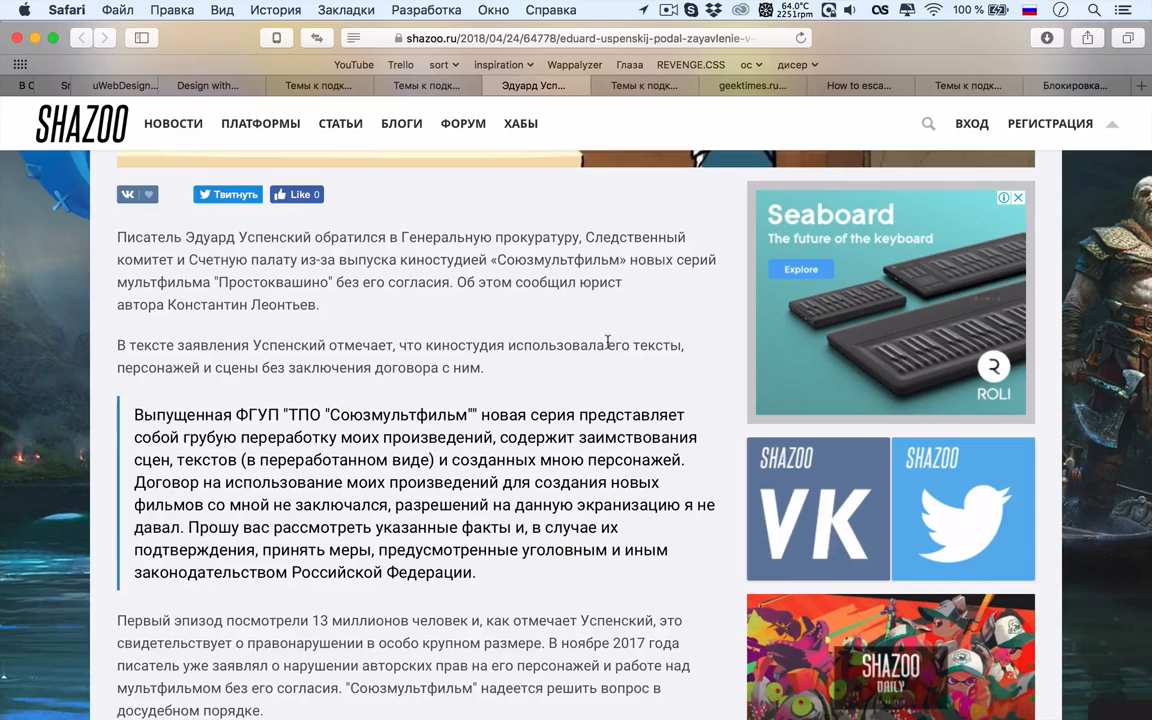 Safari Файл Правка Вид История Закладки Разработка Окно Справка 64.0°C 2251rpm 100 %
shazoo.ru/2018/04/24/64778/eduard-uspenskij-podal-zayavlenie-v-
YouTube Trello sort inspiration Wappalyzer Глаза REVENGE.CSS ос дисер
В С Sr uWebDesign... Design with... Темы к подк... Темы к подк... Эдуард Усп... Темы к подк... geektimes.ru... How to esca... Темы к подк... Блокировка...
SHAZOO НОВОСТИ ПЛАТФОРМЫ СТАТЬИ БЛОГИ ФОРУМ ХАБЫ ВХОД РЕГИСТРАЦИЯ
Твитнуть Like 0
Писатель Эдуард Успенский обратился в Генеральную прокуратуру, Следственный
комитет и Счетную палату из-за выпуска киностудией «Союзмультфильм» новых серий
мультфильма "Простоквашино" без его согласия. Об этом сообщил юрист
автора Константин Леонтьев.
В тексте заявления Успенский отмечает, что киностудия использовала его тексты,
персонажей и сцены без заключения договора с ним.
Выпущенная ФГУП "ТПО "Союзмультфильм"" новая серия представляет
собой грубую переработку моих произведений, содержит заимствования
сцен, текстов (в переработанном виде) и созданных мною персонажей.
Договор на использование моих произведений для создания новых
фильмов со мной не заключался, разрешений на данную экранизацию я не
давал. Прошу вас рассмотреть указанные факты и, в случае их
подтверждения, принять меры, предусмотренные уголовным и иным
законодательством Российской Федерации.
Первый эпизод посмотрели 13 миллионов человек и, как отмечает Успенский, это
свидетельствует о правонарушении в особо крупном размере. В ноябре 2017 года
писатель уже заявлял о нарушении авторских прав на его персонажей и работе над
мультфильмом без его согласия. "Союзмультфильм" надеется решить вопрос в
досудебном порядке.
Seaboard
The future of the keyboard
Explore
ROLI
SHAZOO
VK
SHAZOO
SHAZOO
DAILY